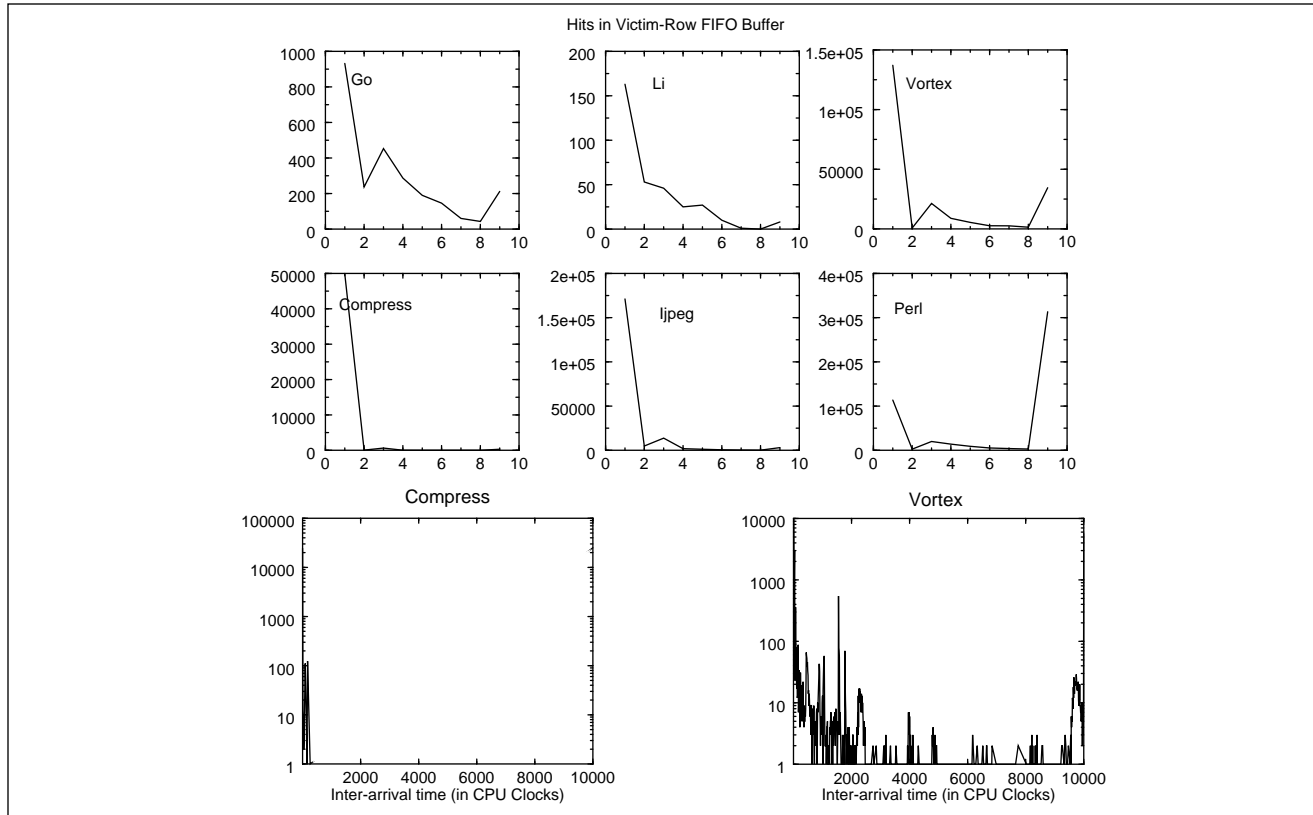 Hits in Victim-Row FIFO Buffer
1000
800
600
400
200
0
0 2 4 6 8 10
Go
200
150
100
50
0
0 2 4 6 8 10
Li
1.5e+05
1e+05
50000
0
0 2 4 6 8 10
Vortex
50000
40000
30000
20000
10000
0
0 2 4 6 8 10
Compress
2e+05
1.5e+05
1e+05
50000
0
0 2 4 6 8 10
Ijpeg
4e+05
3e+05
2e+05
1e+05
0
0 2 4 6 8 10
Perl
Compress
100000
10000
1000
100
10
1
2000 4000 6000 8000 10000
Inter-arrival time (in CPU Clocks)
Vortex
10000
1000
100
10
1
2000 4000 6000 8000 10000
Inter-arrival time (in CPU Clocks)